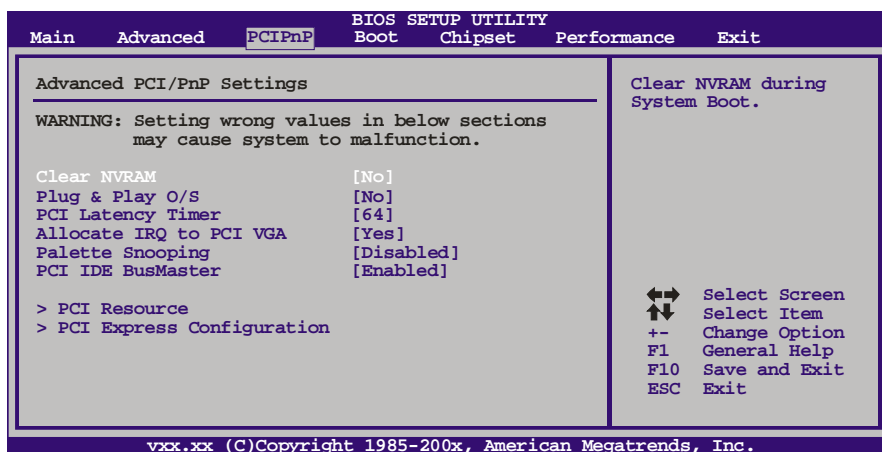 BIOS SETUP UTILITY
Main Advanced PCIPnP Boot Chipset Performance Exit
Advanced PCI/PnP Settings
WARNING: Setting wrong values in below sections
may cause system to malfunction.
Clear NVRAM [No]
Plug & Play O/S [No]
PCI Latency Timer [64]
Allocate IRQ to PCI VGA [Yes]
Palette Snooping [Disabled]
PCI IDE BusMaster [Enabled]
> PCI Resource
> PCI Express Configuration
Clear NVRAM during
System Boot.
Select Screen
Select Item
+- Change Option
F1 General Help
F10 Save and Exit
ESC Exit
vxx.xx (C)Copyright 1985-200x, American Megatrends, Inc.